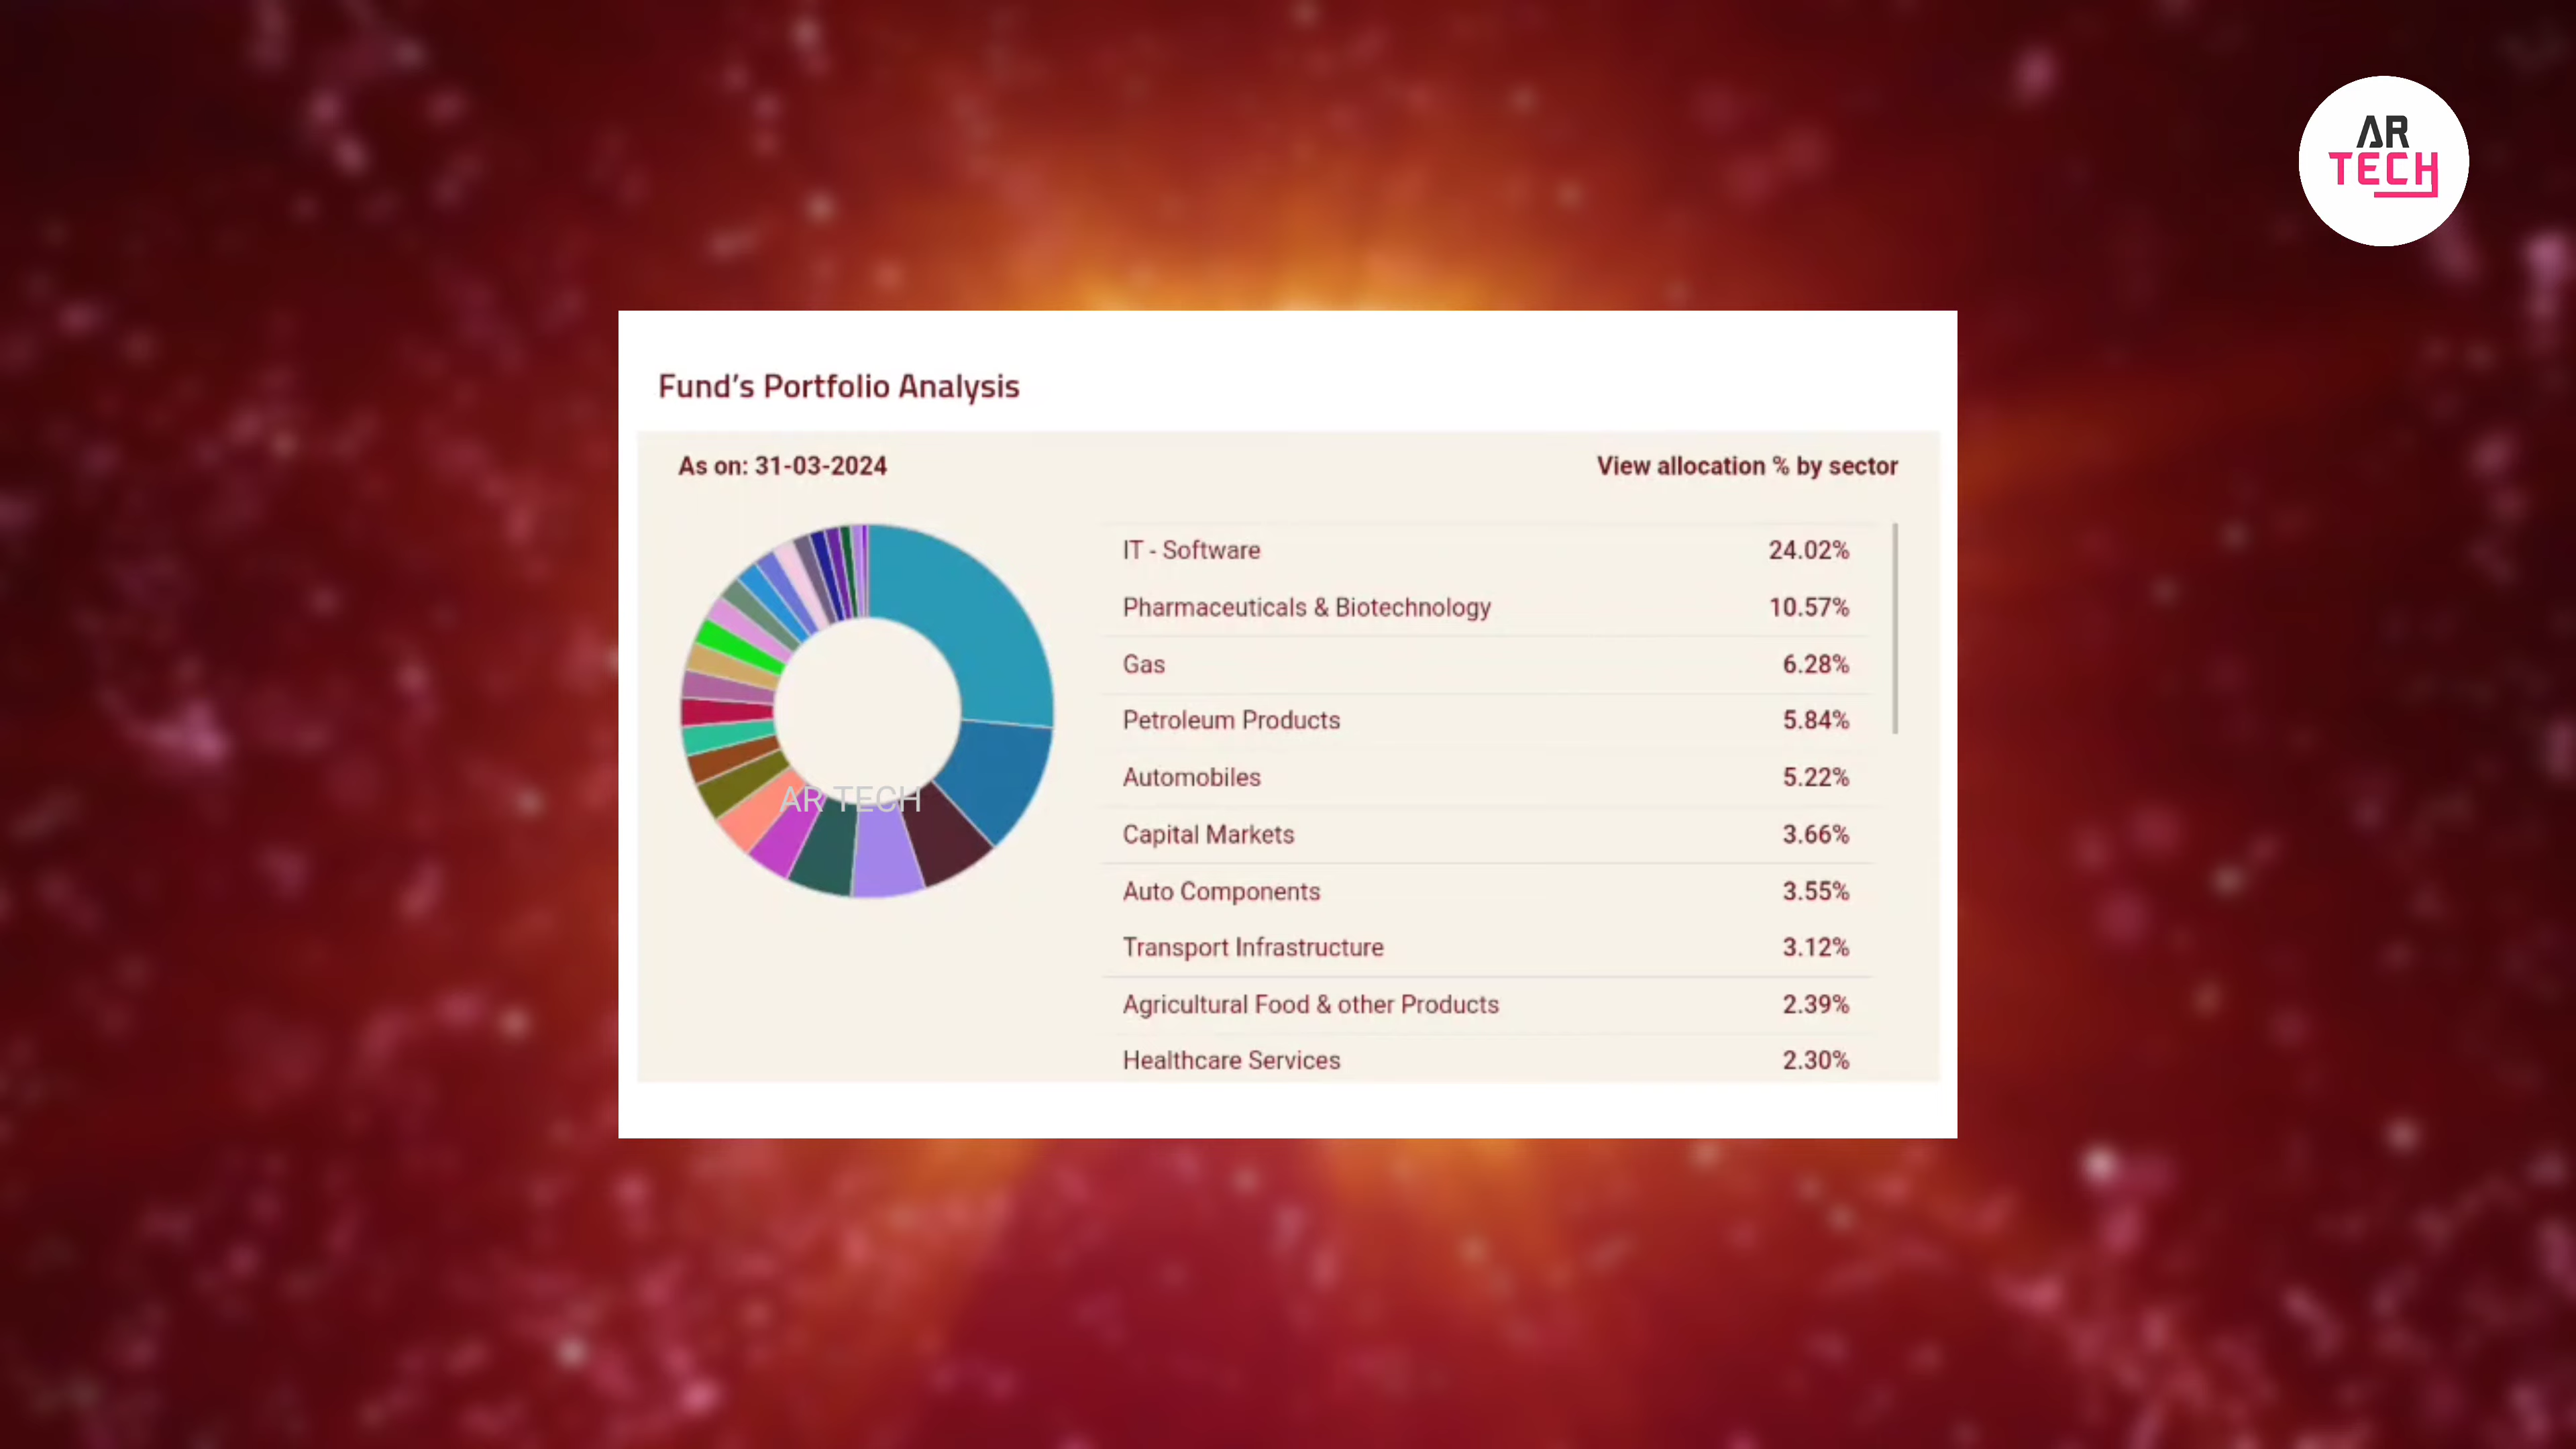 AR
TECH
Fund's Portfolio Analysis
As on: 31-03-2024 View allocation % by sector
IT - Software 24.02%
Pharmaceuticals & Biotechnology 10.57%
Gas 6.28%
Petroleum Products 5.84%
Automobiles 5.22%
AR TECH
Capital Markets 3.66%
Auto Components 3.55%
Transport Infrastructure 3.12%
Agricultural Food & other Products 2.39%
Healthcare Services 2.30%